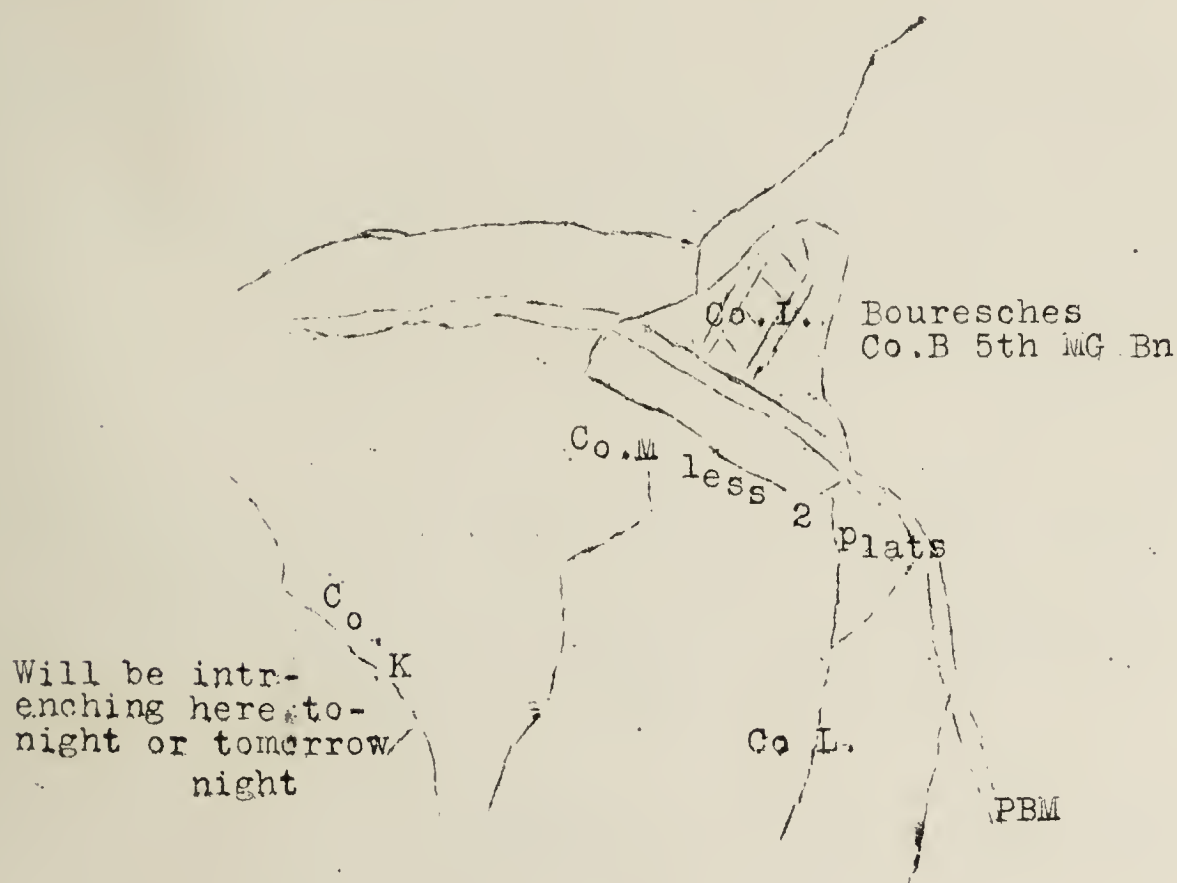 Co.L.
Bouresches
Co.B 5th MG Bn
Co.M less 2 plats
Co. K
Will be intr-
enching here to-
night or tomorrow
night
Co L.
PBM